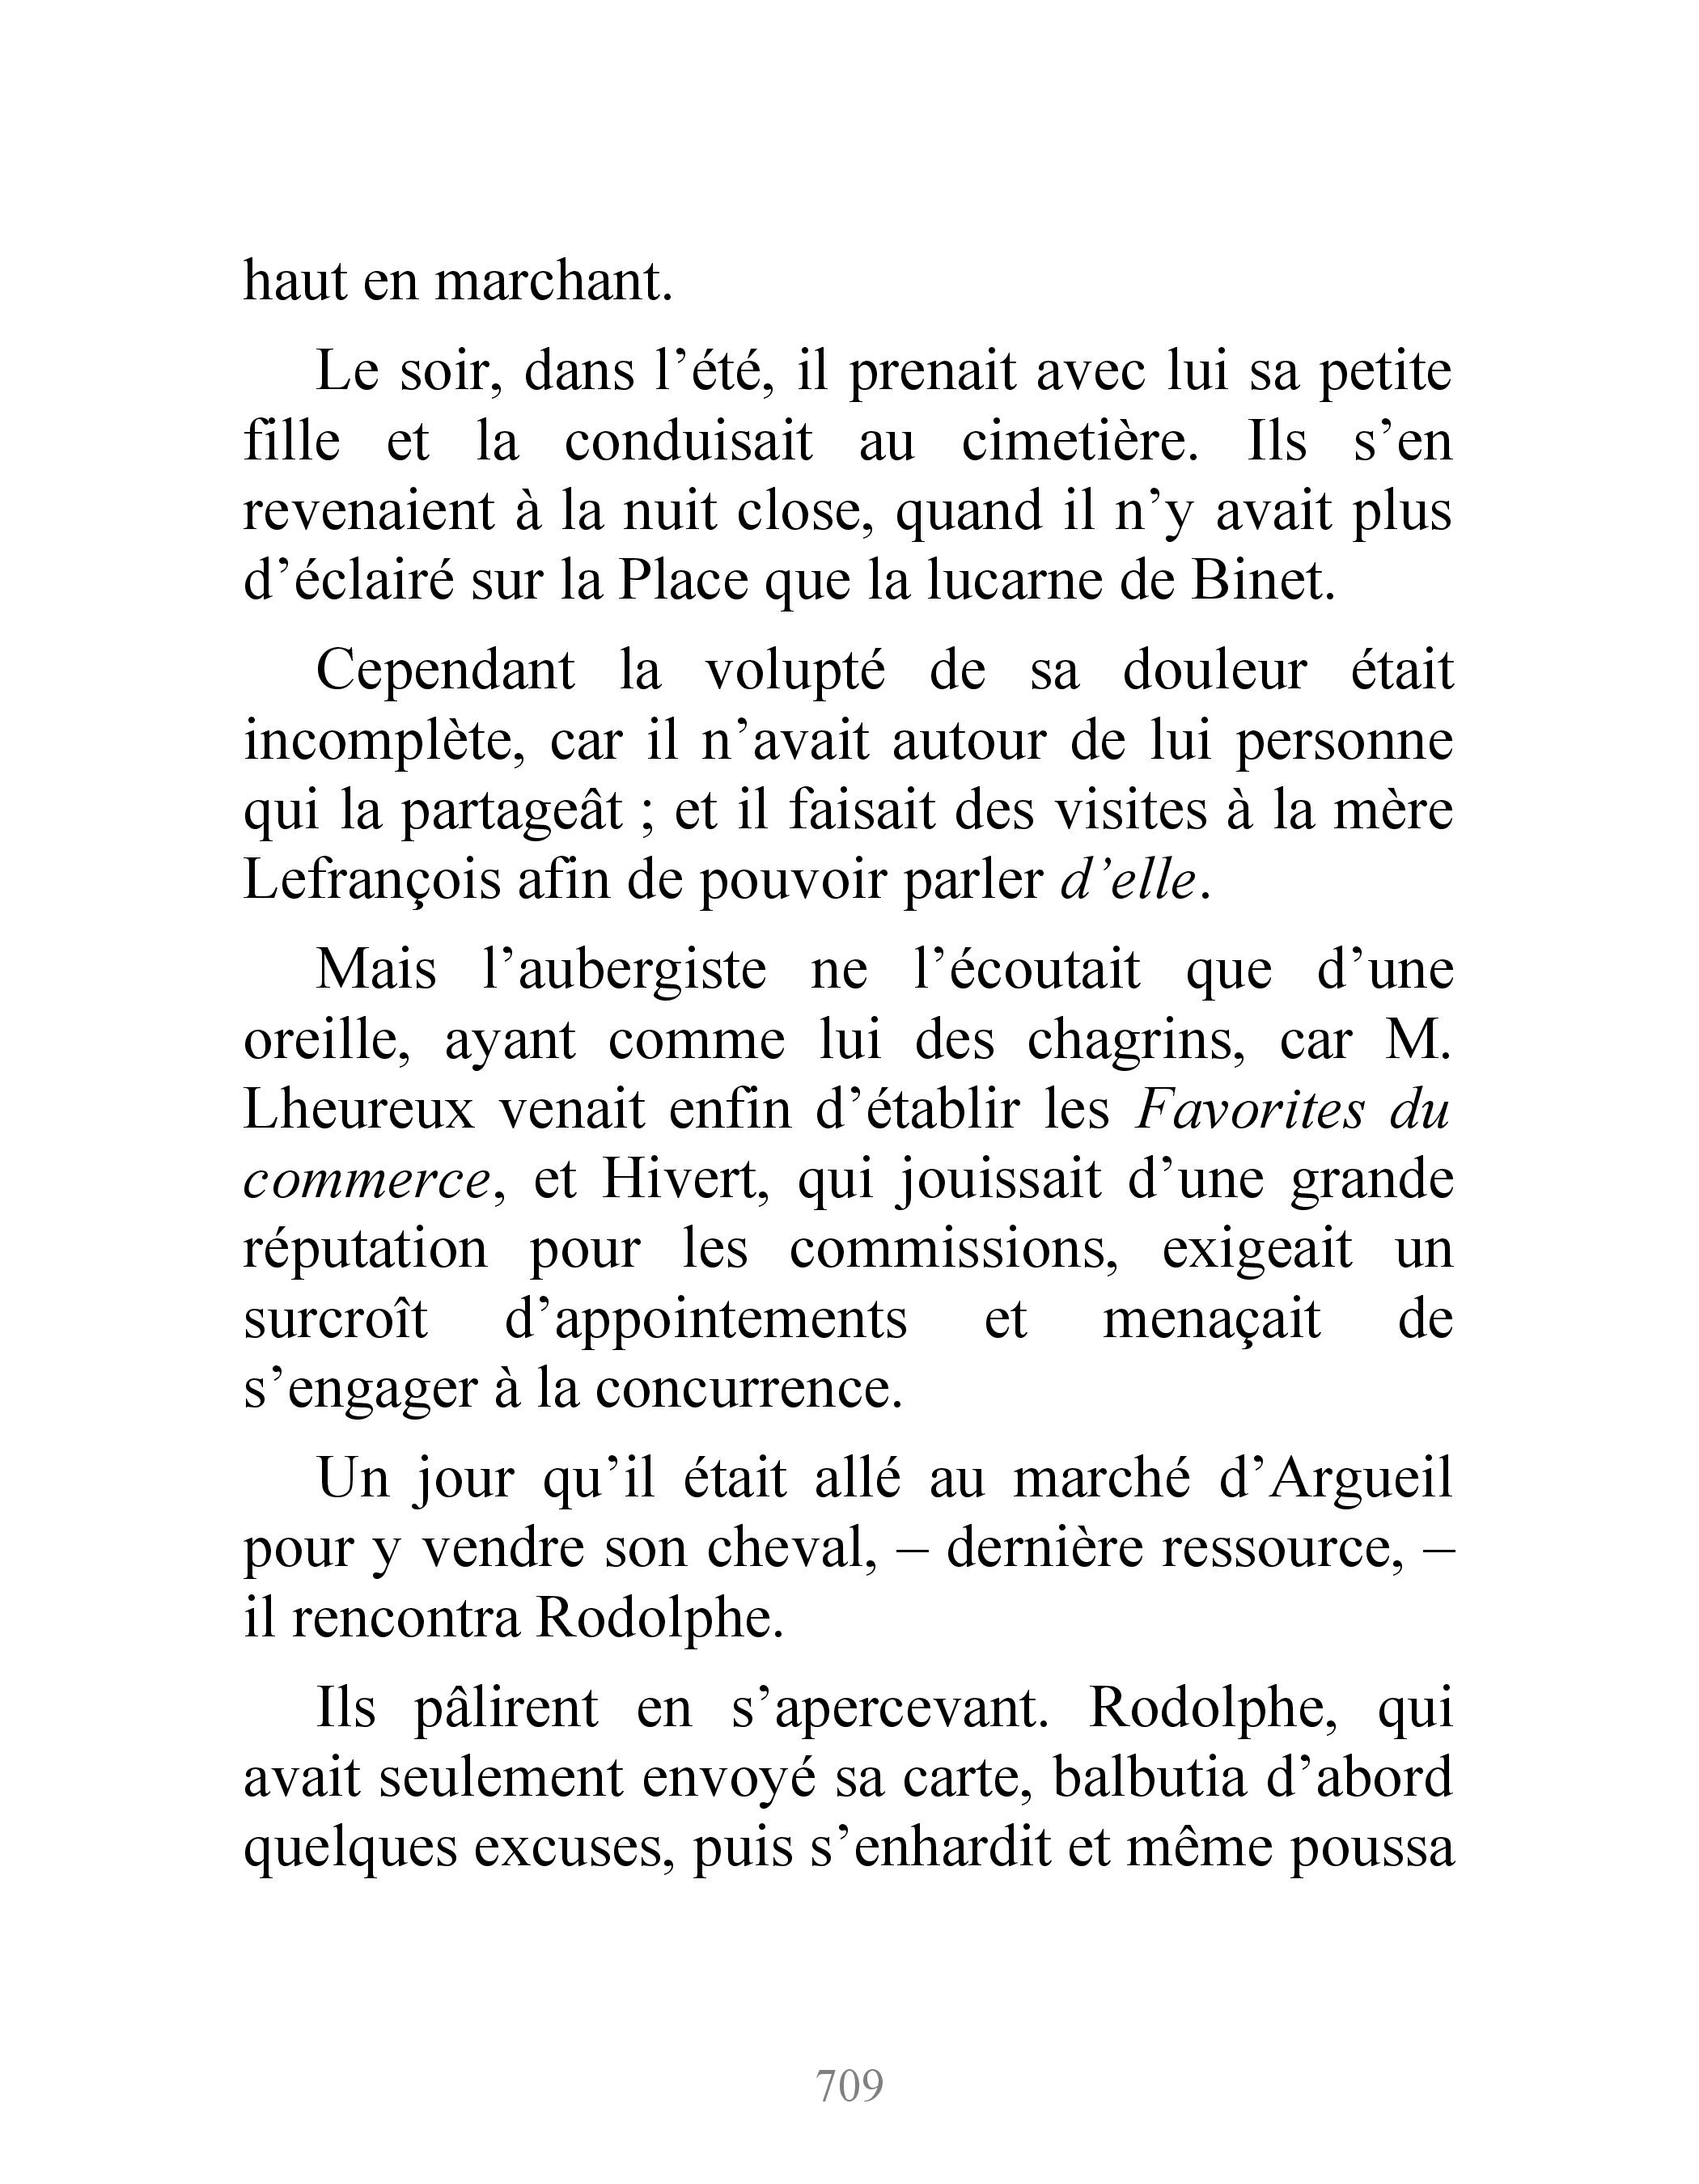 haut en marchant.
Le soir, dans l’été, il prenait avec lui sa petite
fille et la conduisait au cimetière. Ils s’en
revenaient à la nuit close, quand il n’y avait plus
d’éclairé sur la Place que la lucarne de Binet.
Cependant la volupté de sa douleur était
incomplète, car il n’avait autour de lui personne
qui la partageât ; et il faisait des visites à la mère
Lefrançois afin de pouvoir parler d’elle.
Mais l’aubergiste ne l’écoutait que d’une
oreille, ayant comme lui des chagrins, car M.
Lheureux venait enfin d’établir les Favorites du
commerce, et Hivert, qui jouissait d’une grande
réputation pour les commissions, exigeait un
surcroît d’appointements et menaçait de
s’engager à la concurrence.
Un jour qu’il était allé au marché d’Argueil
pour y vendre son cheval, – dernière ressource, –
il rencontra Rodolphe.
Ils pâlirent en s’apercevant. Rodolphe, qui
avait seulement envoyé sa carte, balbutia d’abord
quelques excuses, puis s’enhardit et même poussa
709